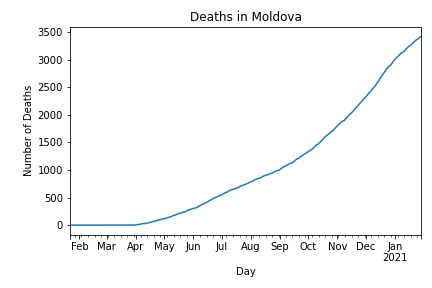 Deaths in Moldova
Number of Deaths
3500
3000
2500
2000
1500
1000
500
0
Feb Mar Apr May Jun Jul Aug Sep Oct Nov Dec Jan
2021
Day